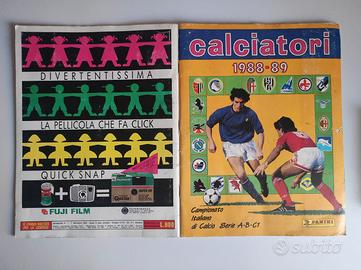 DIVERTENTISSIMA
LA PELLICOLA CHE FA CLICK
QUICK SNAP
FUJI FILM
L. 800
calciatori
1988-89
Campionato
Italiano
di Calcio Serie A-B-C1
PANINI
subito